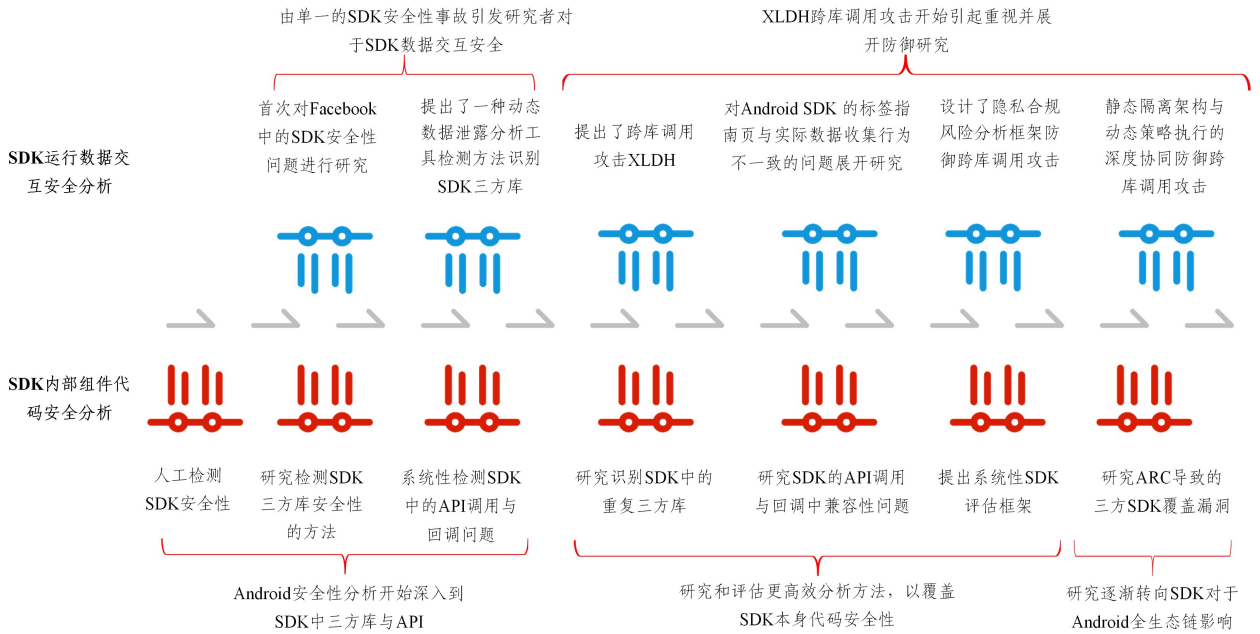 由单一的SDK安全性事故引发研究者对
于SDK数据交互安全
XLDH跨库调用攻击开始引起重视并展
开防御研究
SDK运行数据交
互安全分析
首次对Facebook
中的SDK安全性
问题进行研究
提出了一种动态
数据泄露分析工
具检测方法识别
SDK三方库
提出了跨库调用
攻击XLDH
对Android SDK 的标签指
南页与实际数据收集行为
不一致的问题展开研究
设计了隐私合规
风险分析框架防
御跨库调用攻击
静态隔离架构与
动态策略执行的
深度协同防御跨
库调用攻击
SDK内部组件代
码安全分析
人工检测
SDK安全性
研究检测SDK
三方库安全性
的方法
系统性检测SDK
中的API调用与
回调问题
研究识别SDK中的
重复三方库
研究SDK的API调用
与回调中兼容性问题
提出系统性SDK
评估框架
研究ARC导致的
三方SDK覆盖漏洞
Android安全性分析开始深入到
SDK中三方库与API
研究和评估更高效分析方法，以覆盖
SDK本身代码安全性
研究逐渐转向SDK对于
Android全生态链影响